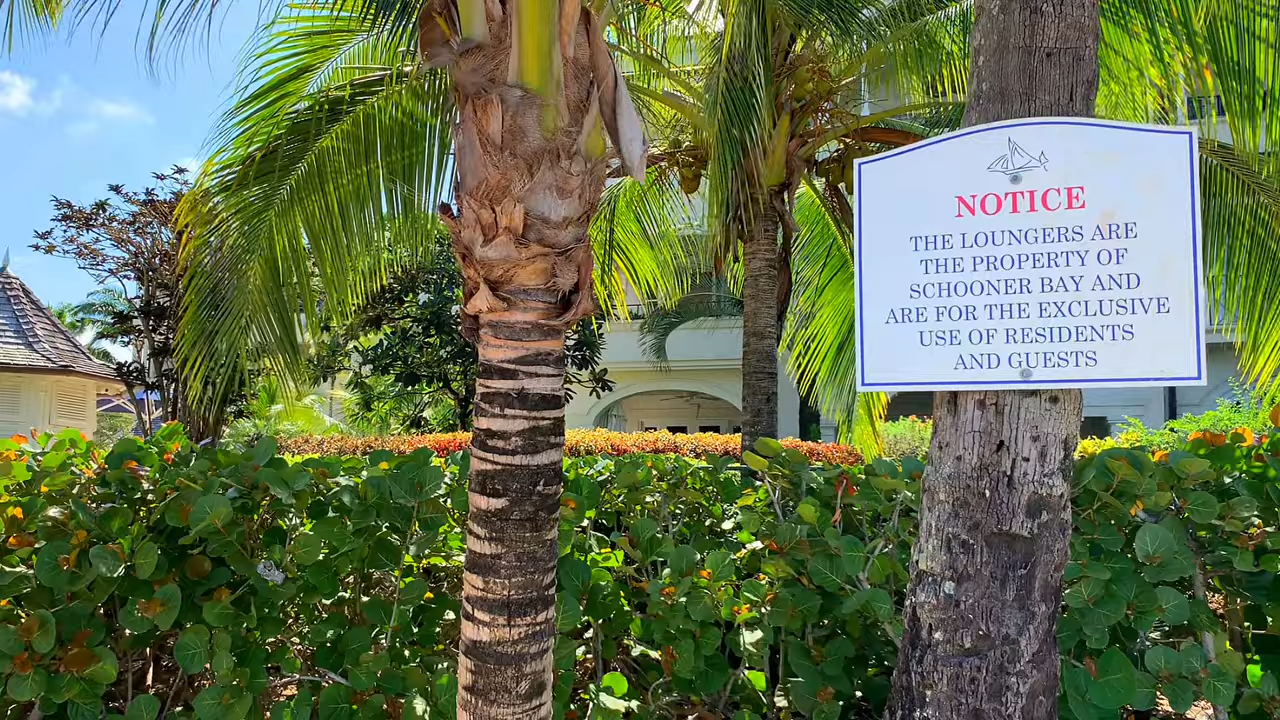 NOTICE
THE LOUNGERS ARE
THE PROPERTY OF
SCHOONER BAY AND
ARE FOR THE EXCLUSIVE
USE OF RESIDENTS
AND GUESTS